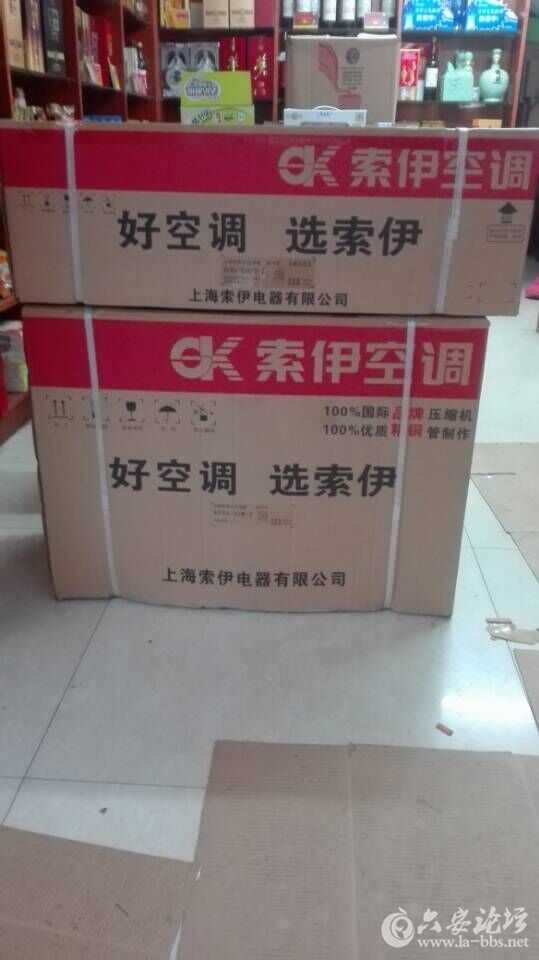 索伊空调
好空调 选索伊
上海索伊电器有限公司
索伊空调
100%国际品牌压缩机
100%优质精铜管制作
好空调 选索伊
上海索伊电器有限公司
六安论坛
www.la-bbs.net